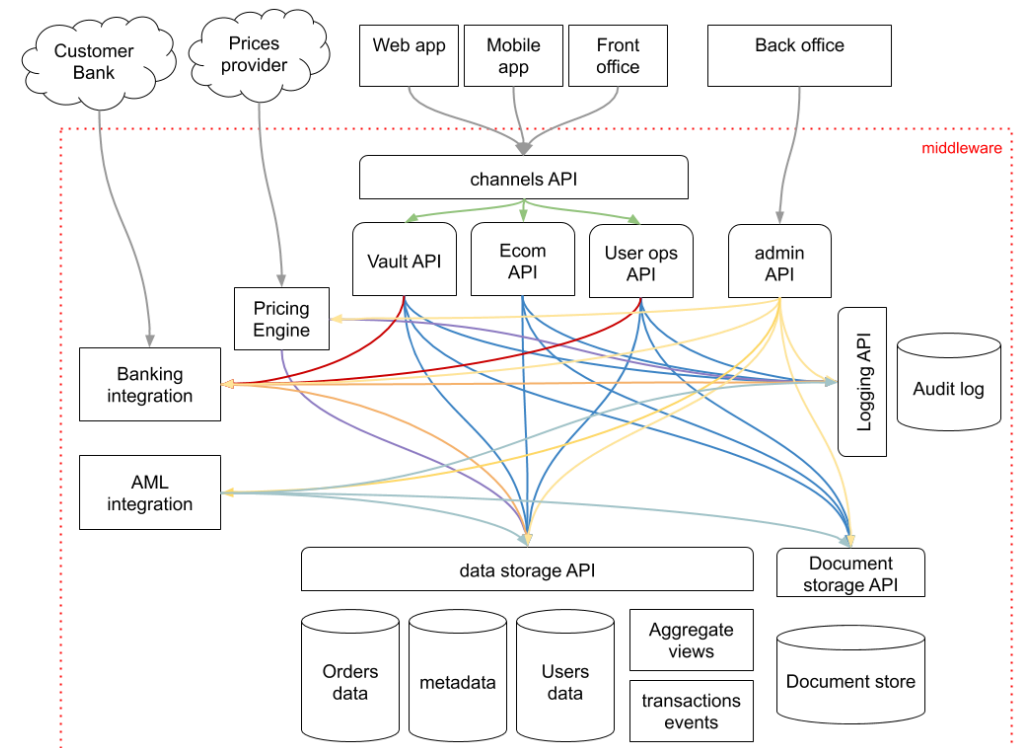 Customer
Bank
Prices
provider
Web app
Mobile
app
Front
office
Back office
middleware
channels API
Vault API
Ecom
API
User ops
API
admin
API
Pricing
Engine
Banking
integration
Logging API
Audit log
AML
integration
data storage API
Document
storage API
Orders
data
metadata
Users
data
Aggregate
views
transactions
events
Document store